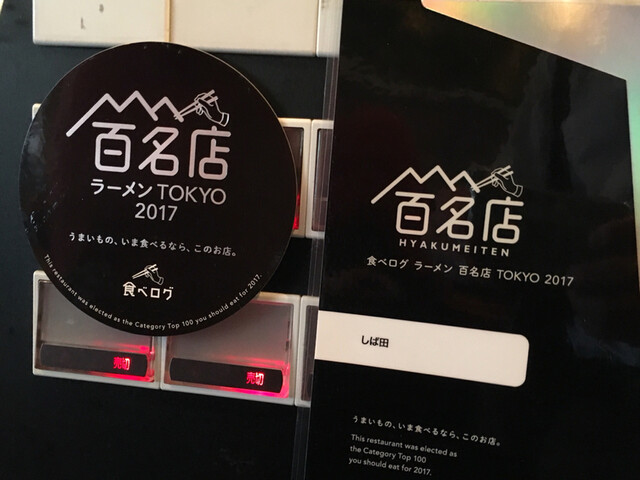 百名店
ラーメン TOKYO
2017
うまいもの、いま食べるなら、このお店。
食べログ
This restaurant was elected as the Category Top 100 you should eat for 2017.
売切
売切
百名店
HYAKUMEITEN
食べログ ラーメン 百名店 TOKYO 2017
しば田
うまいもの、いま食べるなら、このお店。
This restaurant was elected as
the Category Top 100
you should eat for 2017.